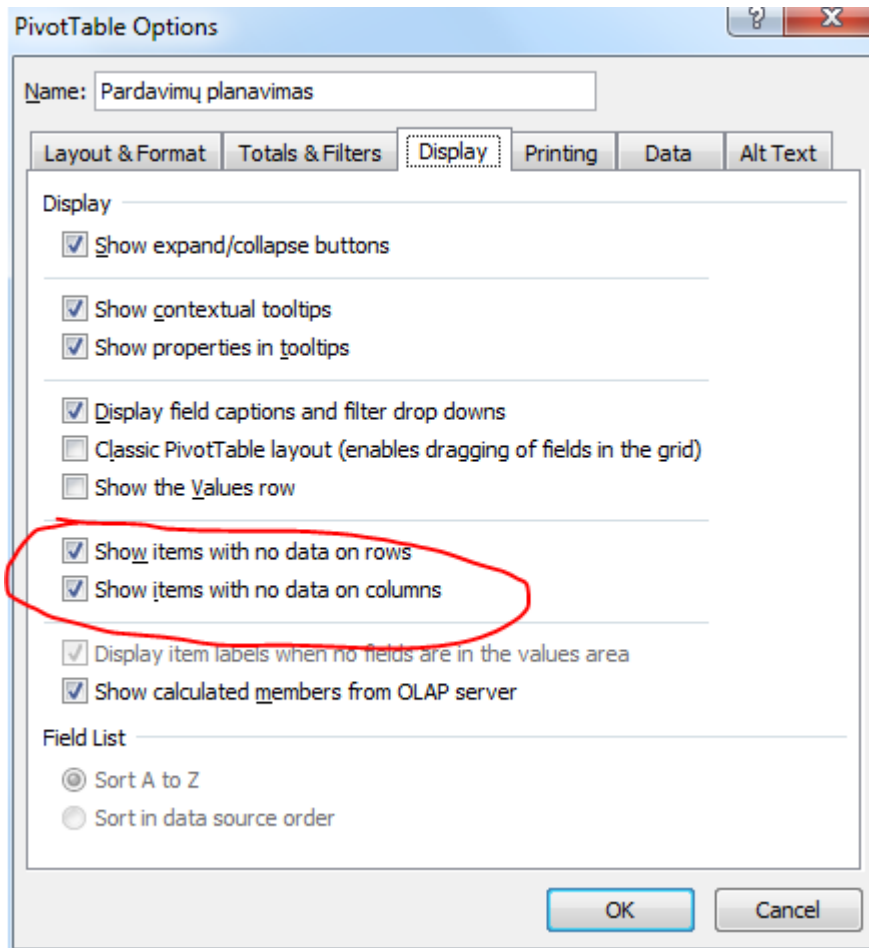 PivotTable Options
Name: Pardavimų planavimas
Layout & Format Totals & Filters Display Printing Data Alt Text
Display
Show expand/collapse buttons
Show contextual tooltips
Show properties in tooltips
Display field captions and filter drop downs
Classic PivotTable layout (enables dragging of fields in the grid)
Show the Values row
Show items with no data on rows
Show items with no data on columns
Display item labels when no fields are in the values area
Show calculated members from OLAP server
Field List
Sort A to Z
Sort in data source order
OK Cancel